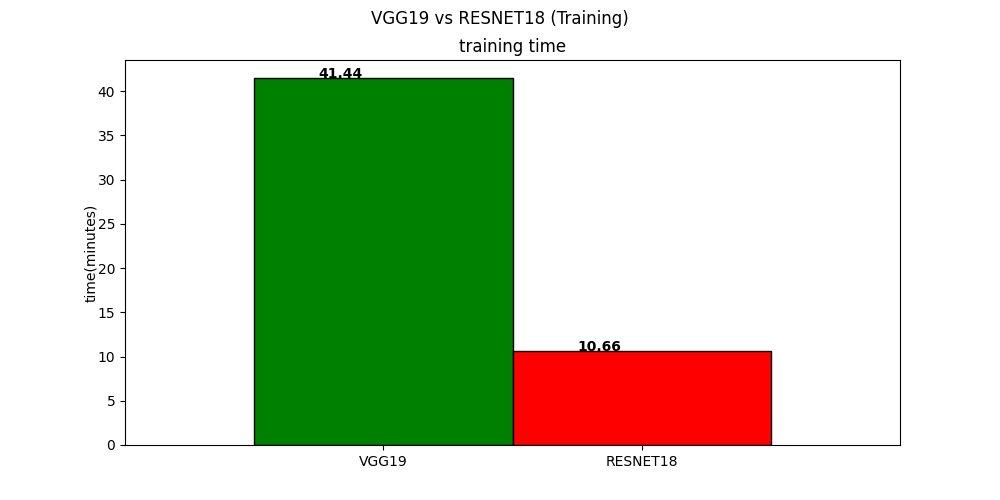 VGG19 vs RESNET18 (Training)
training time
41.44
10.66
time(minutes)
40
35
30
25
20
15
10
5
0
VGG19
RESNET18